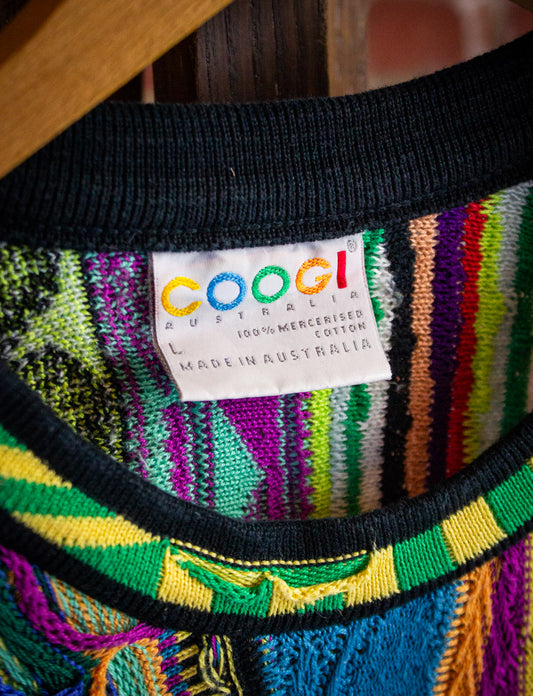 COOGI®
AUSTRALIA
100% MERCERISED
COTTON
L
MADE IN AUSTRALIA